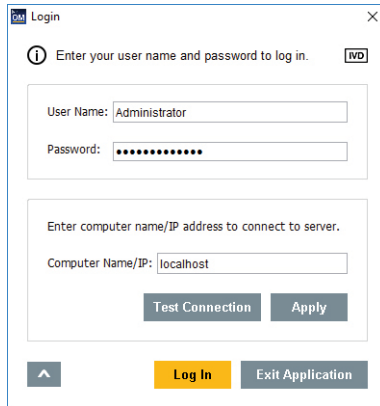 OM Login
Enter your user name and password to log in. IVD
User Name: Administrator
Password: •••••••••••••
Enter computer name/IP address to connect to server.
Computer Name/IP: localhost
Test Connection Apply
Log In Exit Application